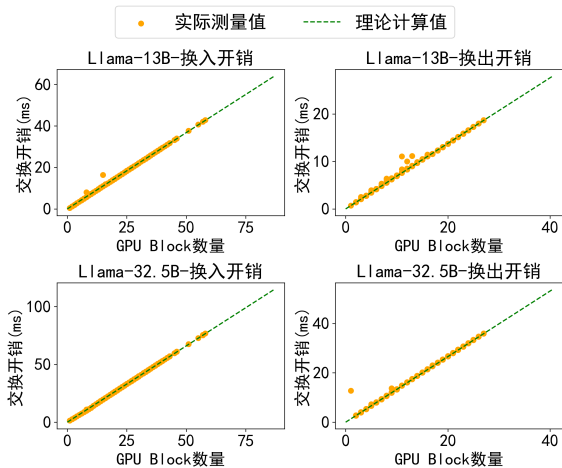 实际测量值 理论计算值
Llama-13B-换入开销
交换开销(ms)
60
40
20
0
0 25 50 75
GPU Block数量
Llama-13B-换出开销
交换开销(ms)
20
10
0
0 20 40
GPU Block数量
Llama-32.5B-换入开销
交换开销(ms)
100
50
0
0 25 50 75
GPU Block数量
Llama-32.5B-换出开销
交换开销(ms)
40
20
0
0 20 40
GPU Block数量